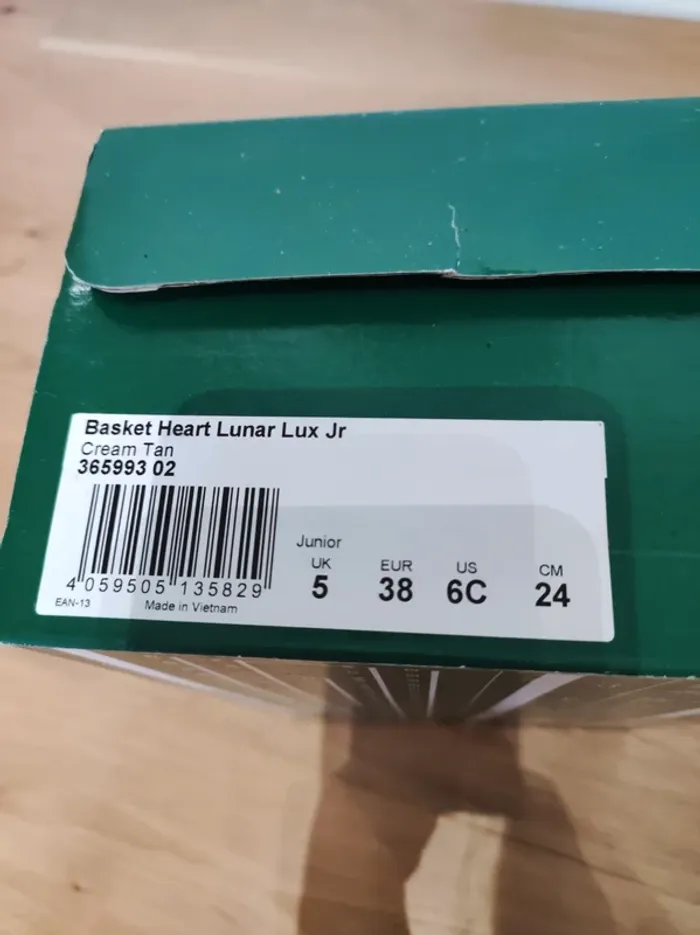 Basket Heart Lunar Lux Jr
Cream Tan
365993 02
4 059505 135829
EAN-13
Made in Vietnam
Junior
UK EUR US CM
5 38 6C 24